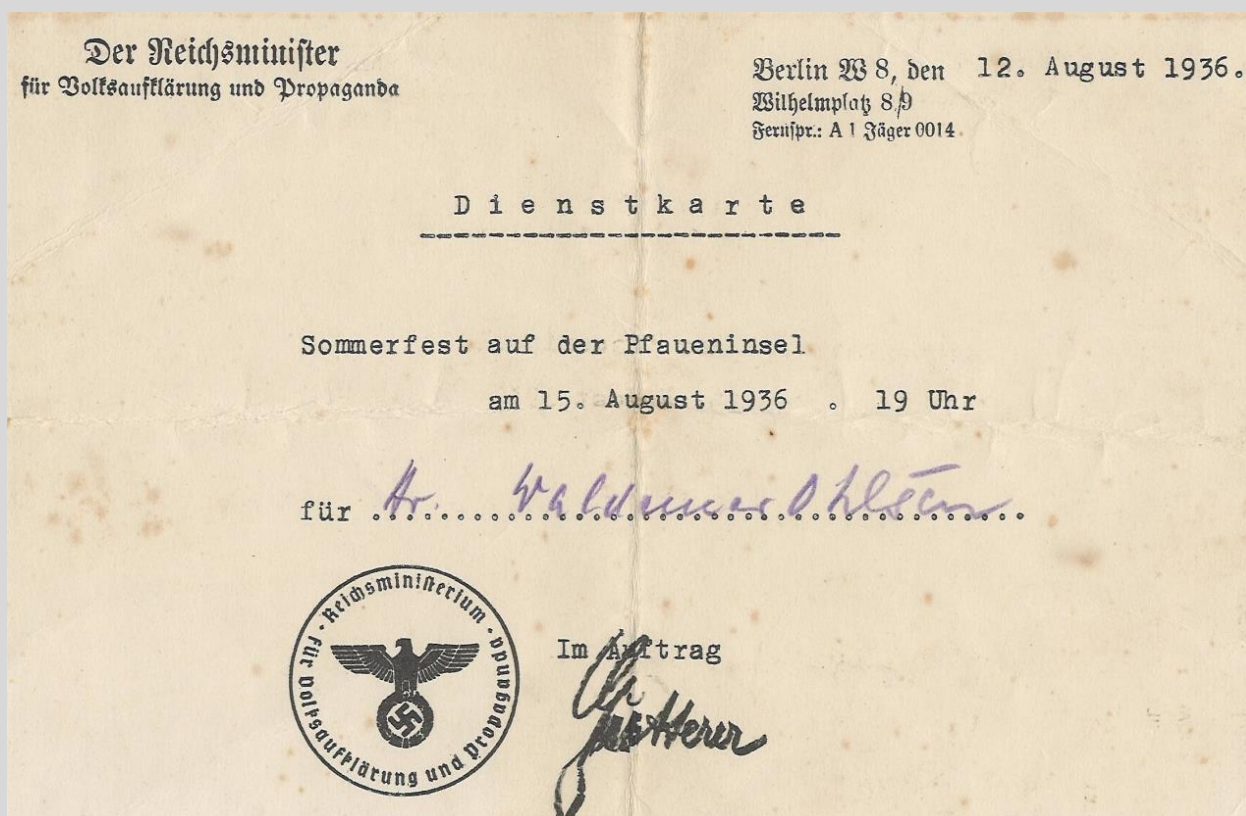 Der Reichsminister
für Volksaufklärung und Propaganda
Berlin W 8, den 12. August 1936.
Wilhelmplatz 8/9
Fernspr.: A 1 Jäger 0014
Dienstkarte
Sommerfest auf der Pfaueninsel
am 15. August 1936 . 19 Uhr
für Dr. Waldemar Ohlsen
Reichsministerium
für Volksaufklärung und Propaganda
Im Auftrag